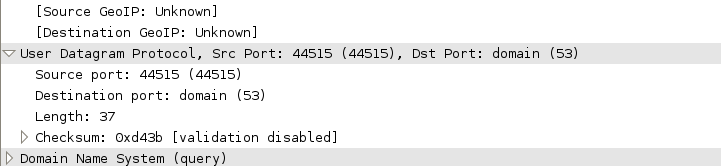 [Source GeoIP: Unknown]
[Destination GeoIP: Unknown]
User Datagram Protocol, Src Port: 44515 (44515), Dst Port: domain (53)
Source port: 44515 (44515)
Destination port: domain (53)
Length: 37
Checksum: 0xd43b [validation disabled]
Domain Name System (query)